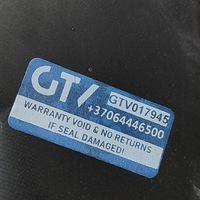 GTV GTV017945
+37064446500
WARRANTY VOID & NO RETURNS
IF SEAL DAMAGED!